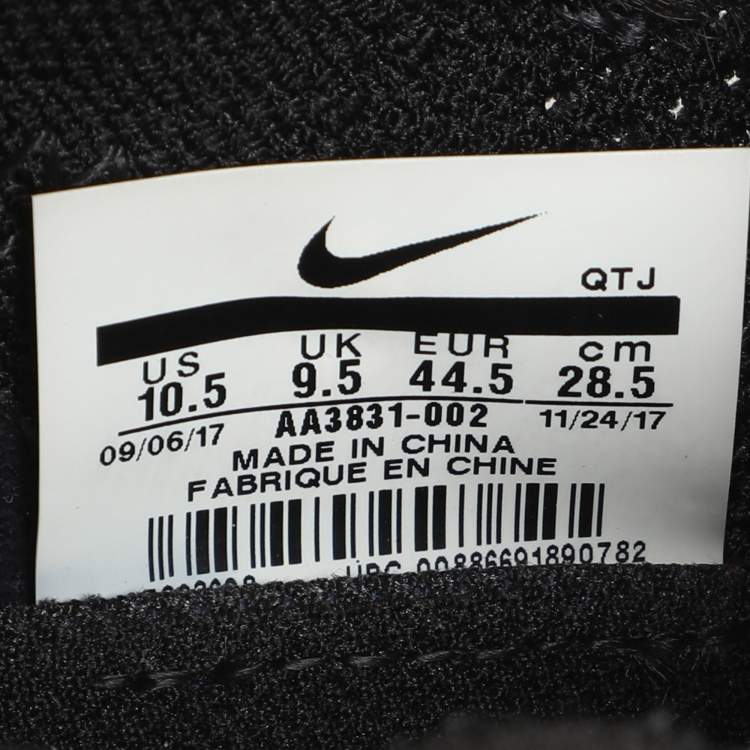 QTJ
US UK EUR cm
10.5 9.5 44.5 28.5
09/06/17 AA3831-002 11/24/17
MADE IN CHINA
FABRIQUE EN CHINE
UPC 00886691890782